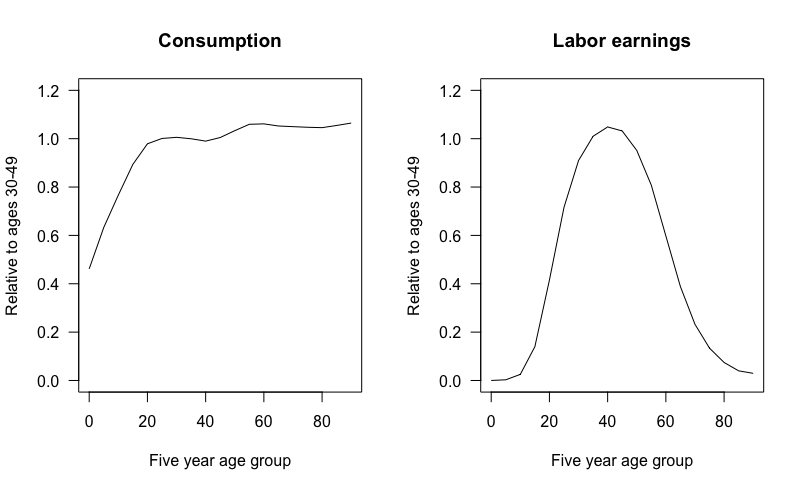 Consumption
Relative to ages 30-49
1.2
1.0
0.8
0.6
0.4
0.2
0.0
0 20 40 60 80
Five year age group
Labor earnings
Relative to ages 30-49
1.2
1.0
0.8
0.6
0.4
0.2
0.0
0 20 40 60 80
Five year age group